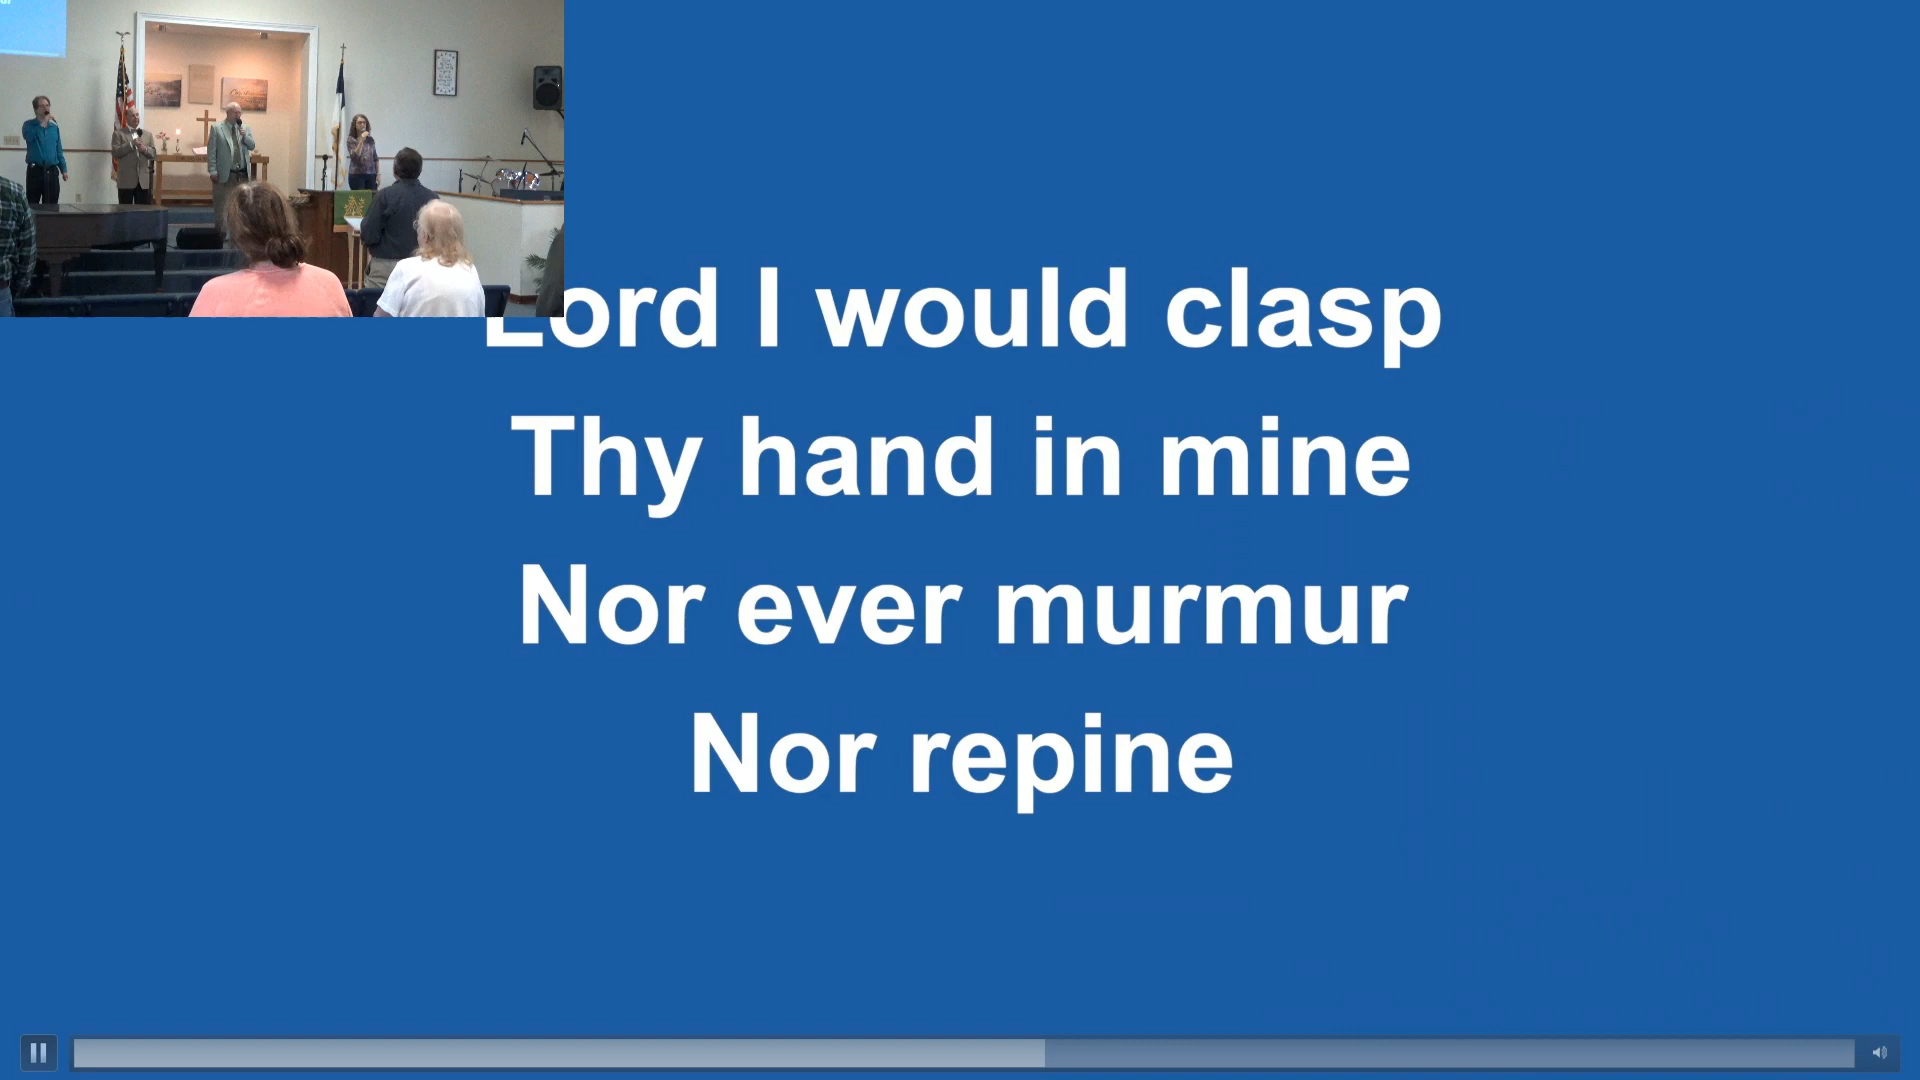 Lord I would clasp
Thy hand in mine
Nor ever murmur
Nor repine